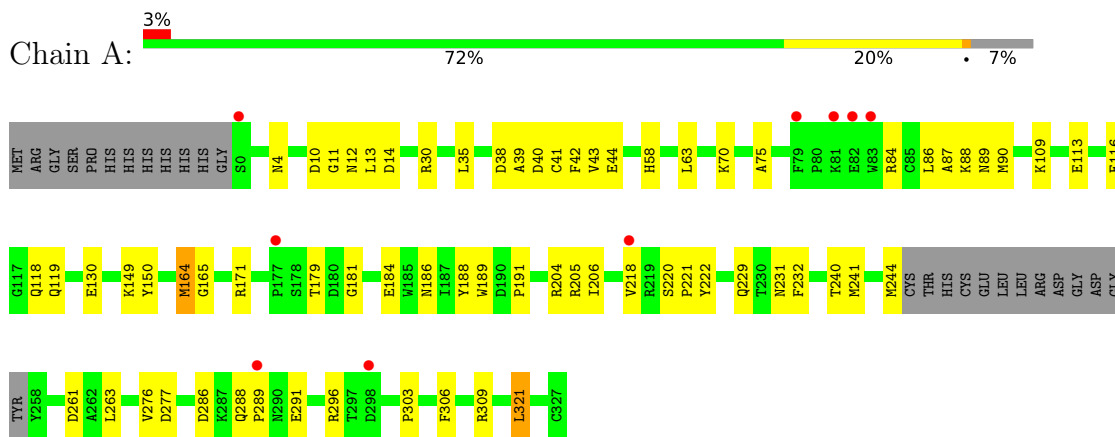 3%
Chain A:
72% 20% • 7%
MET ARG GLY SER PRO HIS HIS HIS HIS HIS HIS GLY S0 N4 D10 G11 N12 L13 D14 R30 L35 D38 A39 D40 C41 F42 V43 E44 H58 L63 K70 A75 F79 P80 K81 E82 W83 R84 C85 L86 A87 K88 N89 M90 K109 E113
G117 Q118 Q119 E130 K149 Y150 M164 G165 R171 P177 S178 T179 D180 G181 E184 W185 N186 I187 Y188 W189 D190 P191 R204 R205 I206 V218 R219 S220 P221 Y222 Q229 T230 N231 F232 T240 M241 M244 CYS THR HIS CYS GLU LEU LEU ARG ASP GLY ASP GLY
TYR Y258 D261 A262 L263 V276 D277 D286 K287 Q288 P289 N290 E291 R296 T297 D298 P303 F306 R309 L321 C327